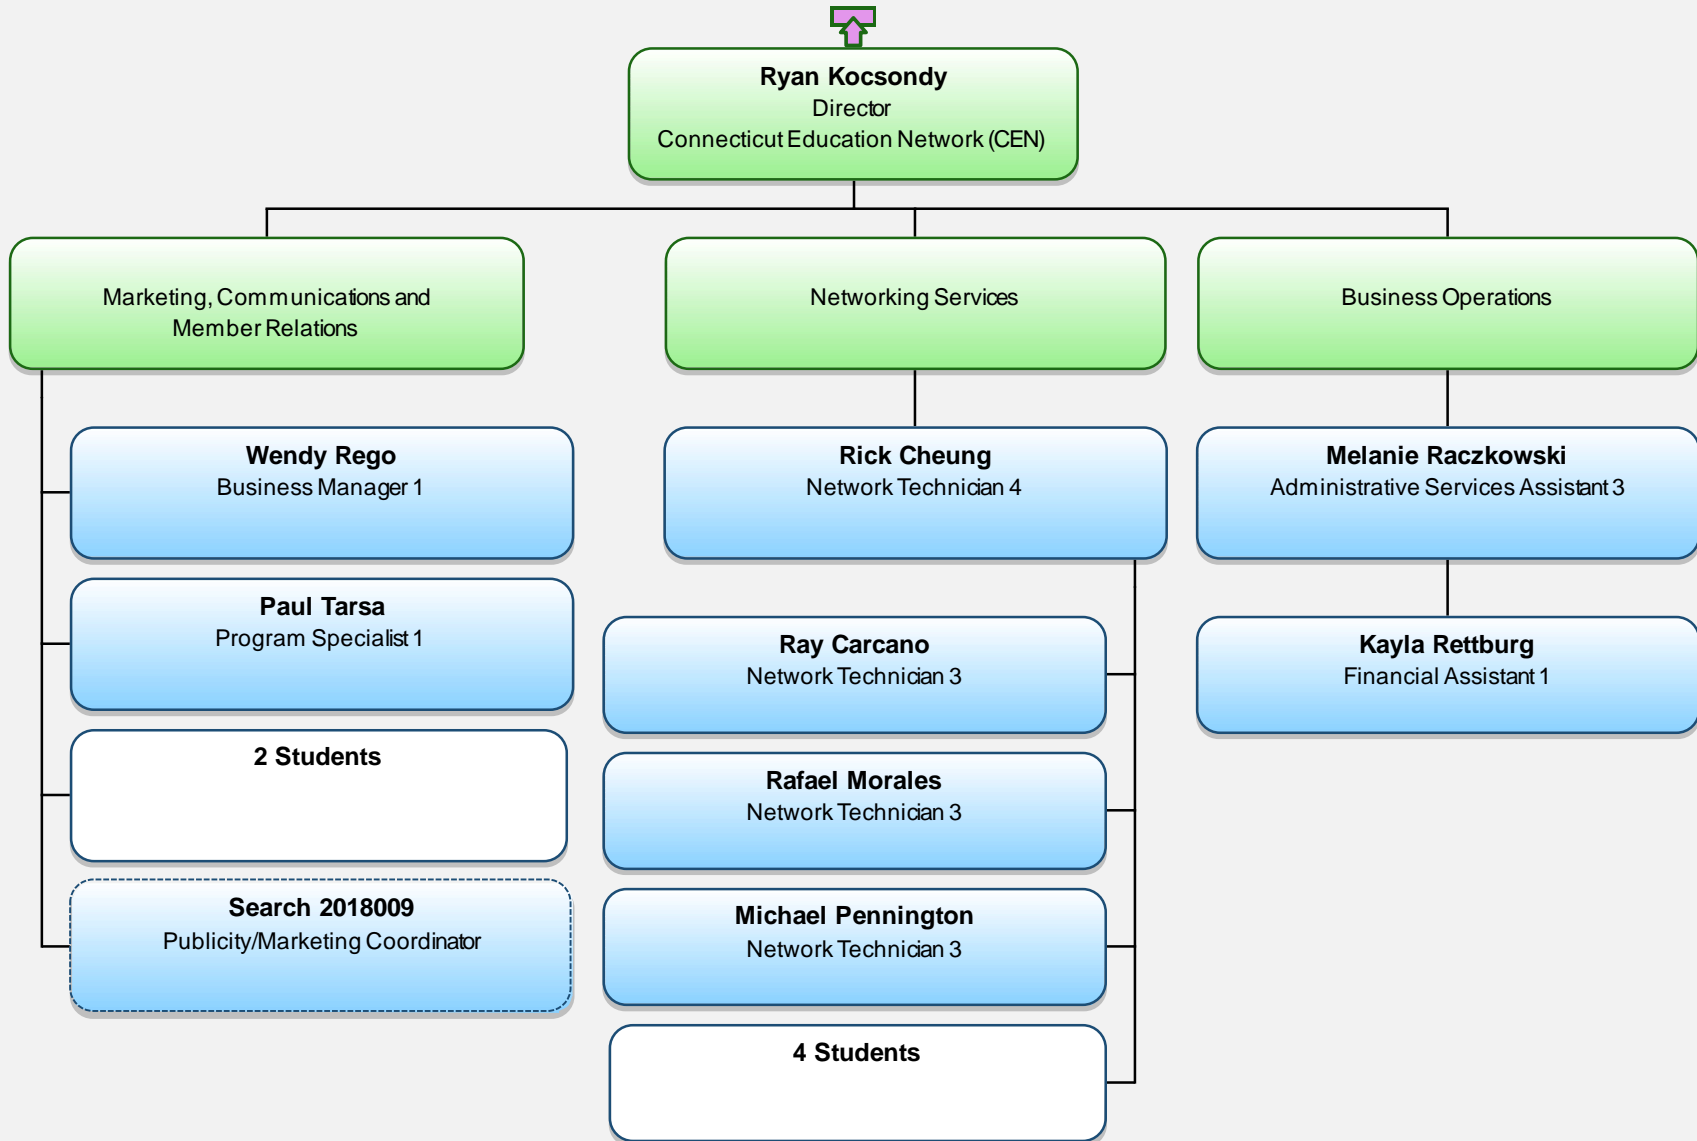 Ryan Kocsondy
Director
Connecticut Education Network (CEN)
Marketing, Communications and
Member Relations
Networking Services
Business Operations
Wendy Rego
Business Manager 1
Paul Tarsa
Program Specialist 1
2 Students
Search 2018009
Publicity/Marketing Coordinator
Rick Cheung
Network Technician 4
Ray Carcano
Network Technician 3
Rafael Morales
Network Technician 3
Michael Pennington
Network Technician 3
4 Students
Melanie Raczkowski
Administrative Services Assistant 3
Kayla Rettburg
Financial Assistant 1